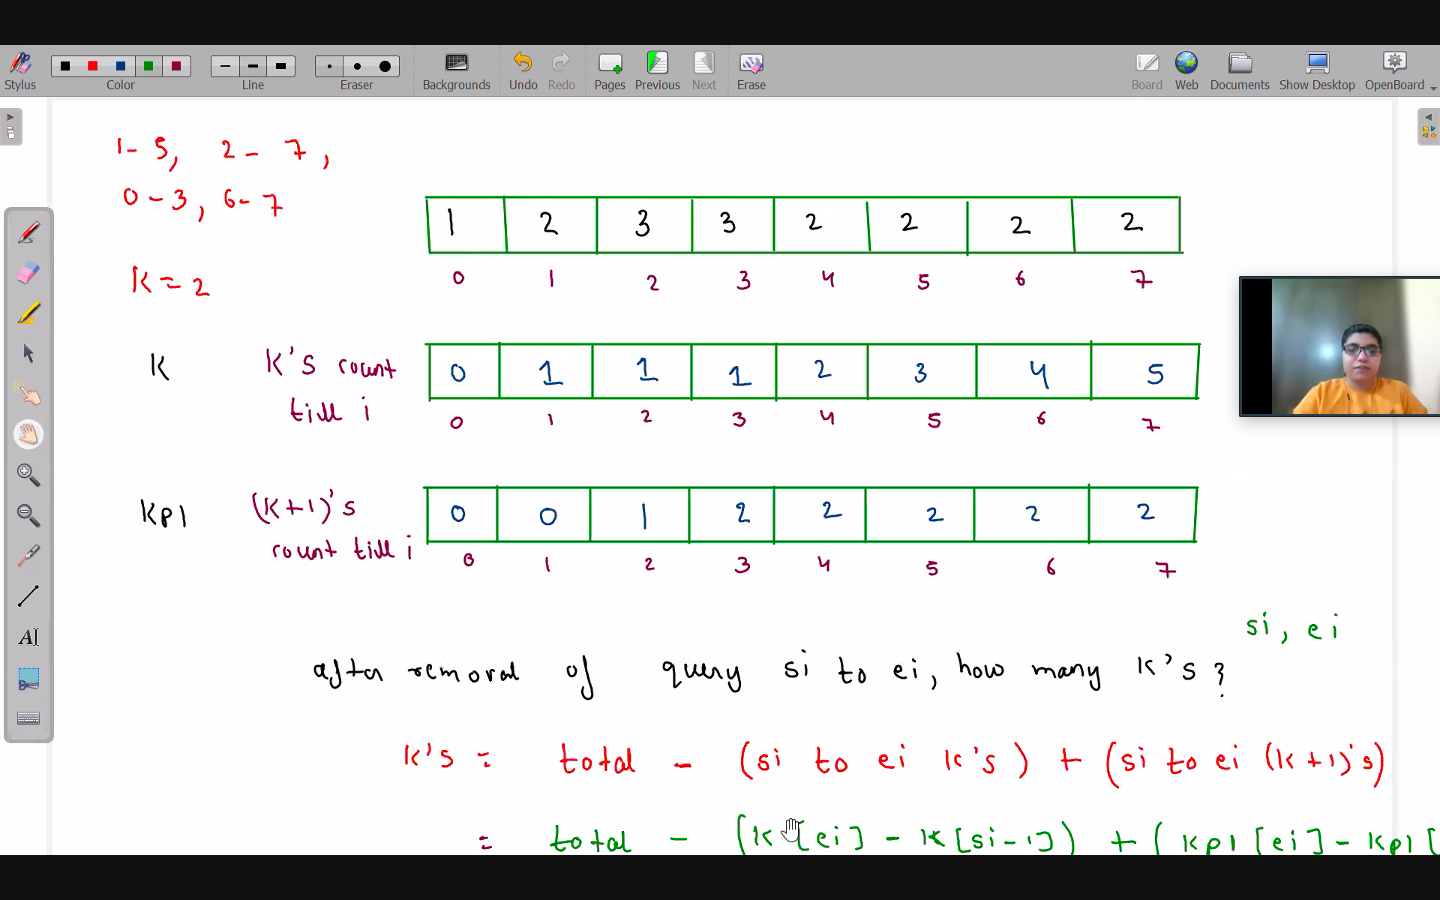 Stylus Color Line Eraser Backgrounds Undo Redo Pages Previous Next Erase Board Web Documents Show Desktop OpenBoard
1-5, 2-7,
0-3, 6-7
K=2
1 2 3 3 2 2 2 2
0 1 2 3 4 5 6 7
K K's count till i 0 1 1 1 2 3 4 5
0 1 2 3 4 5 6 7
Kp1 (K+1)'s count till i 0 0 1 2 2 2 2 2
0 1 2 3 4 5 6 7
si, ei
after removal of query si to ei, how many K's?
K's = total - (si to ei K's) + (si to ei (K+1)'s)
= total - (K[ei] - K[si-1]) + (Kp1[ei] - Kp1[